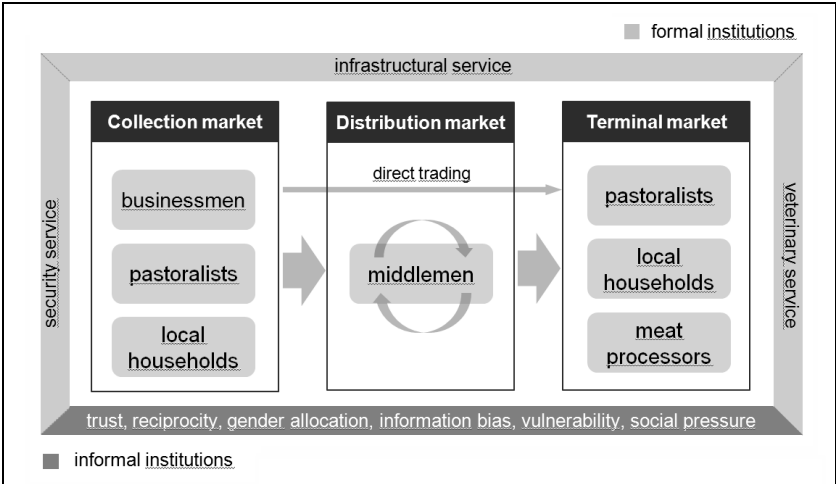 formal institutions
infrastructural service
Collection market
Distribution market
Terminal market
direct trading
businessmen
pastoralists
local
households
middlemen
pastoralists
local
households
meat
processors
security service
veterinary service
trust, reciprocity, gender allocation, information bias, vulnerability, social pressure
informal institutions